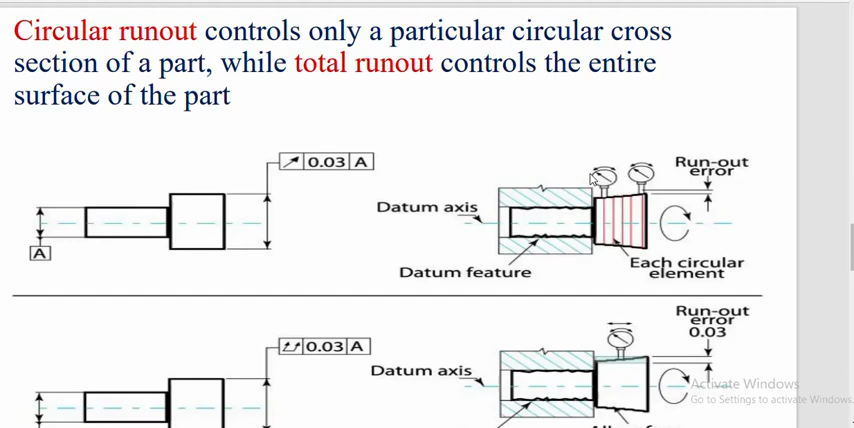 Circular runout controls only a particular circular cross
section of a part, while total runout controls the entire
surface of the part
0.03 A
A
Datum axis
Datum feature
Run-out
error
Each circular
element
0.03 A
Datum axis
Run-out
error
0.03
Activate Windows
Go to Settings to activate Windows.